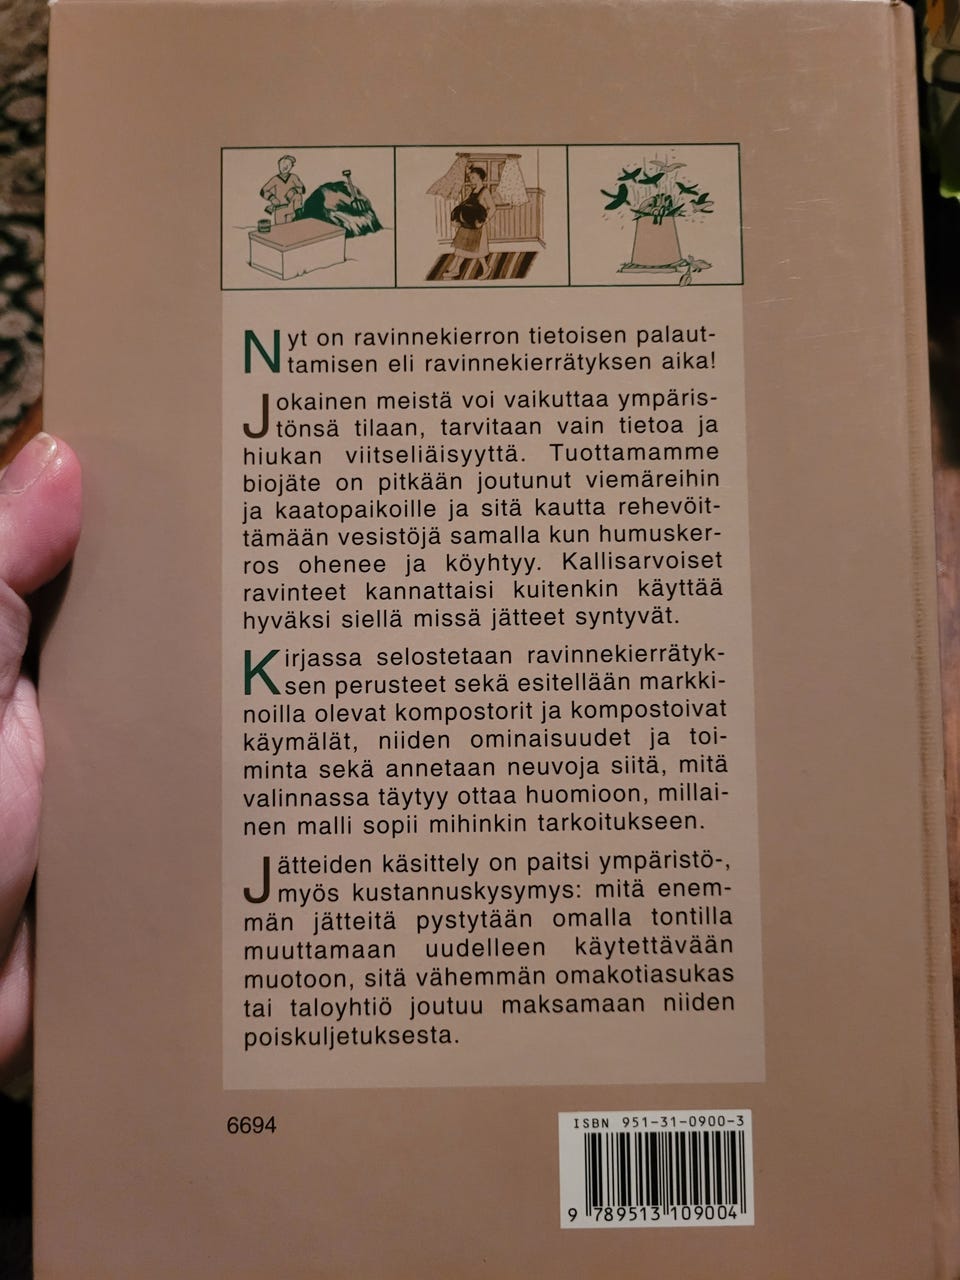 Nyt on ravinnekierron tietoisen palaut-
tamisen eli ravinnekierrätyksen aika!
Jokainen meistä voi vaikuttaa ympäris-
tönsä tilaan, tarvitaan vain tietoa ja
hiukan viitseliäisyyttä. Tuottamamme
biojäte on pitkään joutunut viemäreihin
ja kaatopaikoille ja sitä kautta rehevöit-
tämään vesistöjä samalla kun humusker-
ros ohenee ja köyhtyy. Kallisarvoiset
ravinteet kannattaisi kuitenkin käyttää
hyväksi siellä missä jätteet syntyvät.
Kirjassa selostetaan ravinnekierrätyk-
sen perusteet sekä esitellään markki-
noilla olevat kompostorit ja kompostoivat
käymälät, niiden ominaisuudet ja toi-
minta sekä annetaan neuvoja siitä, mitä
valinnassa täytyy ottaa huomioon, millai-
nen malli sopii mihinkin tarkoitukseen.
Jätteiden käsittely on paitsi ympäristö-,
myös kustannuskysymys: mitä enem-
män jätteitä pystytään omalla tontilla
muuttamaan uudelleen käytettävään
muotoon, sitä vähemmän omakotiasukas
tai taloyhtiö joutuu maksamaan niiden
poiskuljetuksesta.
6694
ISBN 951-31-0900-3
9 789513 109004